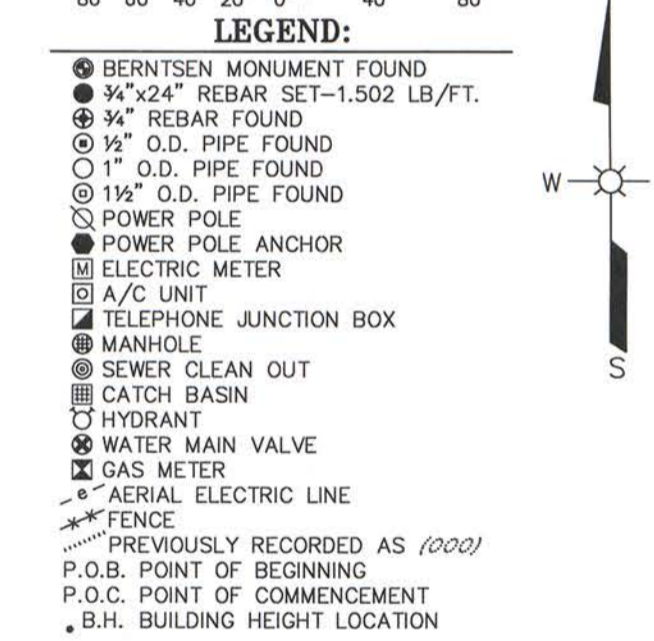 LEGEND:
BERNTSEN MONUMENT FOUND
¾"x24" REBAR SET-1.502 LB/FT.
¾" REBAR FOUND
½" O.D. PIPE FOUND
1" O.D. PIPE FOUND
1½" O.D. PIPE FOUND
POWER POLE
POWER POLE ANCHOR
M ELECTRIC METER
A/C UNIT
TELEPHONE JUNCTION BOX
MANHOLE
SEWER CLEAN OUT
CATCH BASIN
HYDRANT
WATER MAIN VALVE
GAS METER
e AERIAL ELECTRIC LINE
FENCE
PREVIOUSLY RECORDED AS (000)
P.O.B. POINT OF BEGINNING
P.O.C. POINT OF COMMENCEMENT
B.H. BUILDING HEIGHT LOCATION
W
S